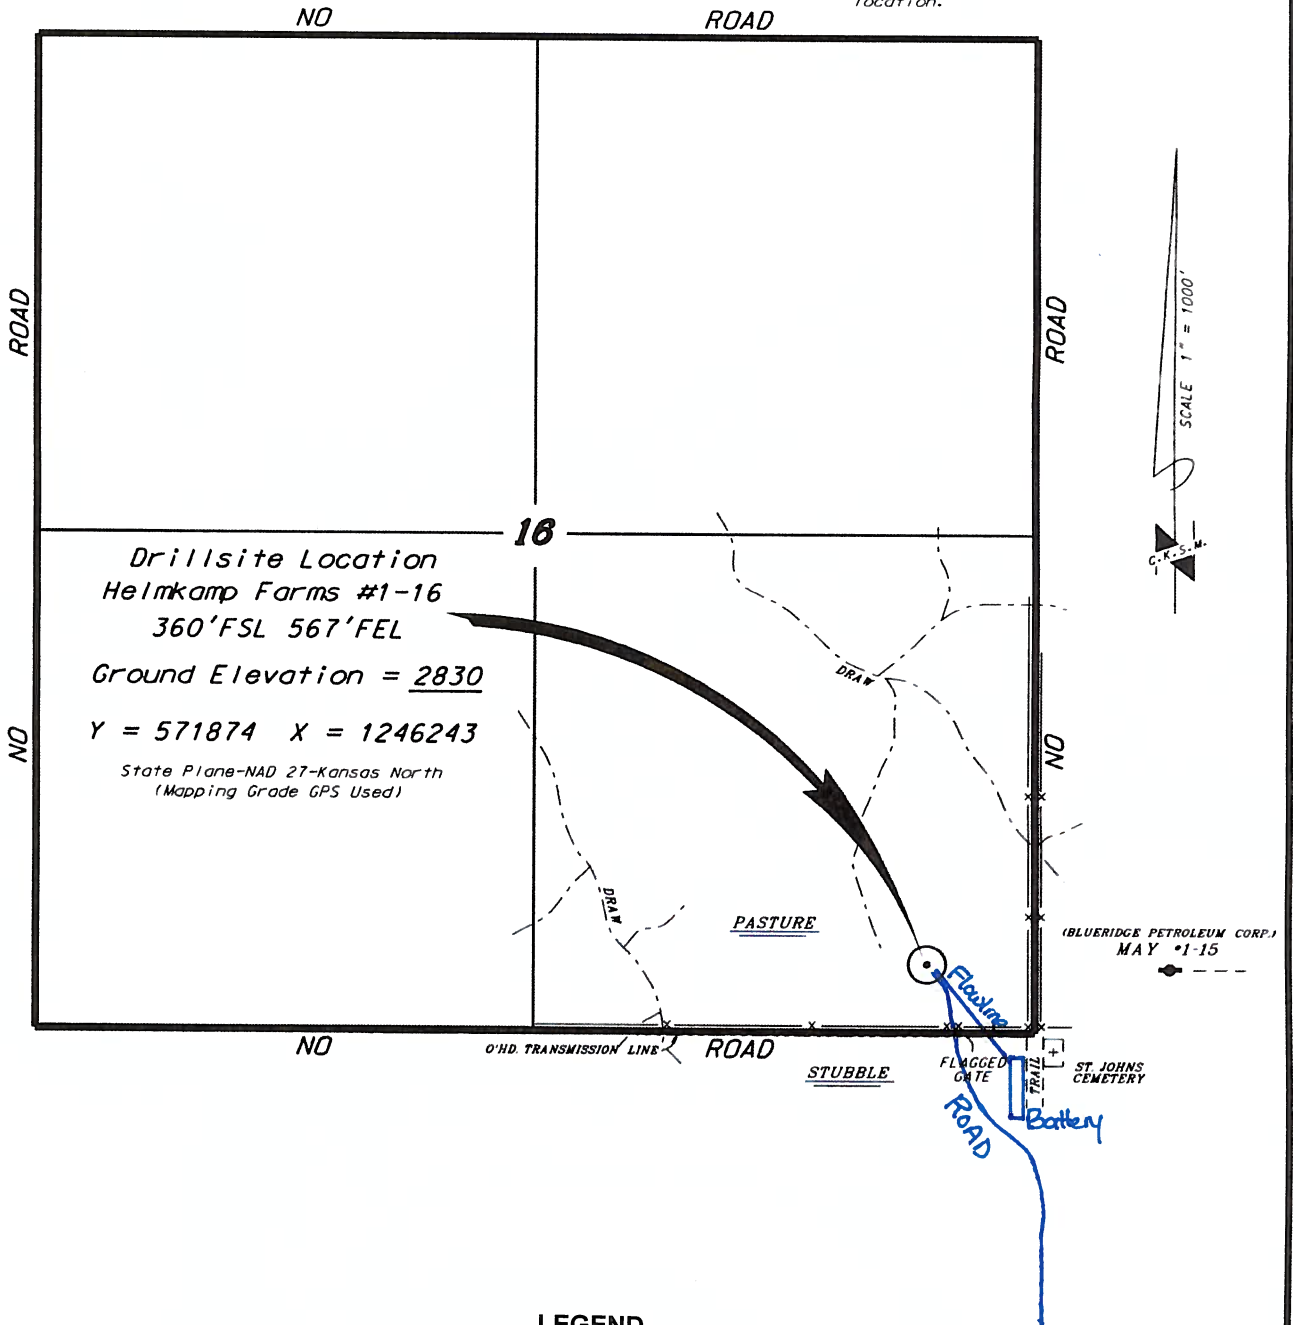 location.
NO ROAD
ROAD
ROAD
SCALE 1" = 1000'
16
C.K.S.M.
Drillsite Location
Helmkamp Farms #1-16
360'FSL 567'FEL
Ground Elevation = 2830
Y = 571874 X = 1246243
State Plane-NAD 27-Kansas North
(Mapping Grade GPS Used)
DRAW
NO
NO
DRAW
PASTURE
(BLUERIDGE PETROLEUM CORP.)
MAY #1-15
Flowline
NO
O'HD. TRANSMISSION LINE
ROAD
STUBBLE
FLAGGED
GATE
TRAIL
+
ST. JOHNS
CEMETERY
ROAD
Battery
LEGEND